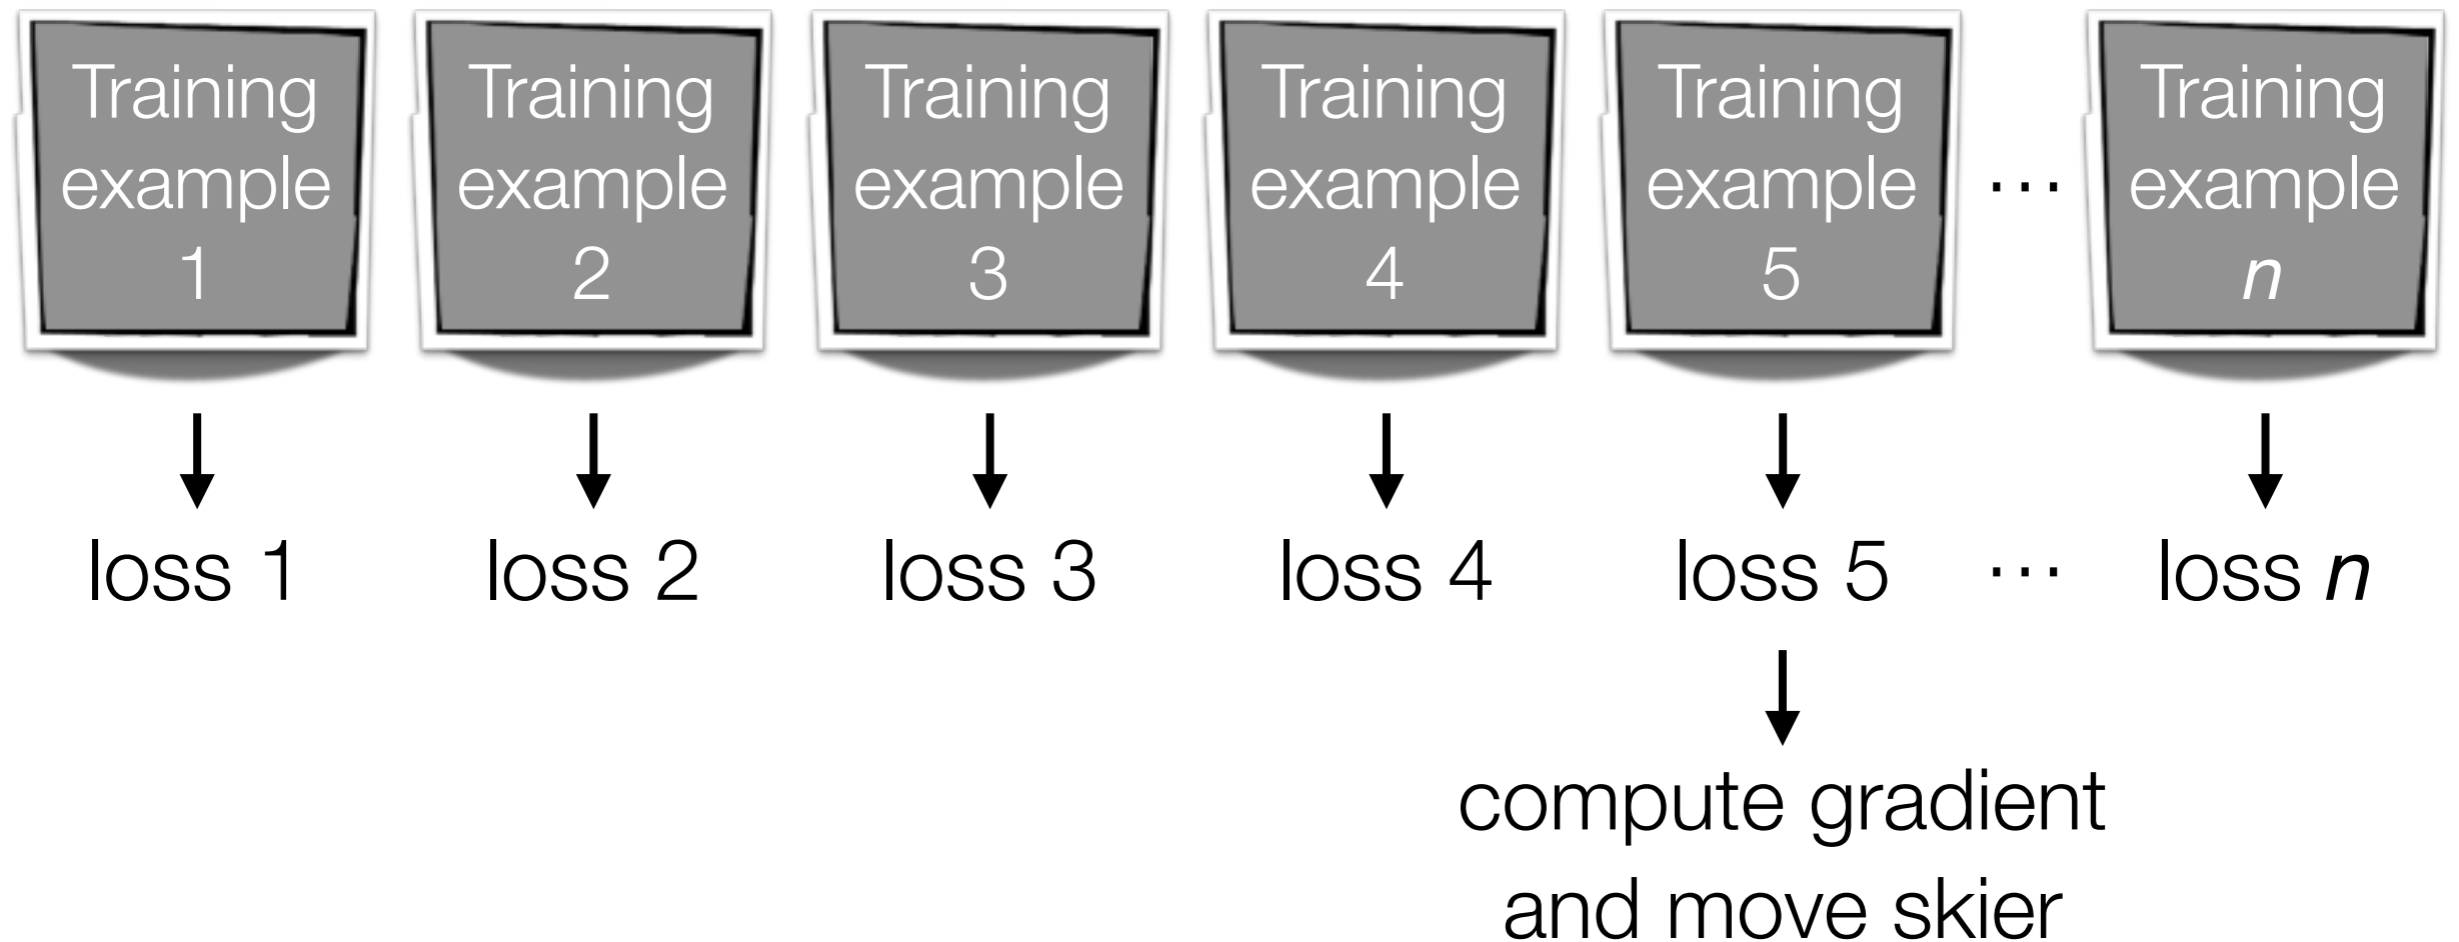 Training
example
1
Training
example
2
Training
example
3
Training
example
4
Training
example
5
...
Training
example
n
loss 1
loss 2
loss 3
loss 4
loss 5
...
loss n
compute gradient
and move skier